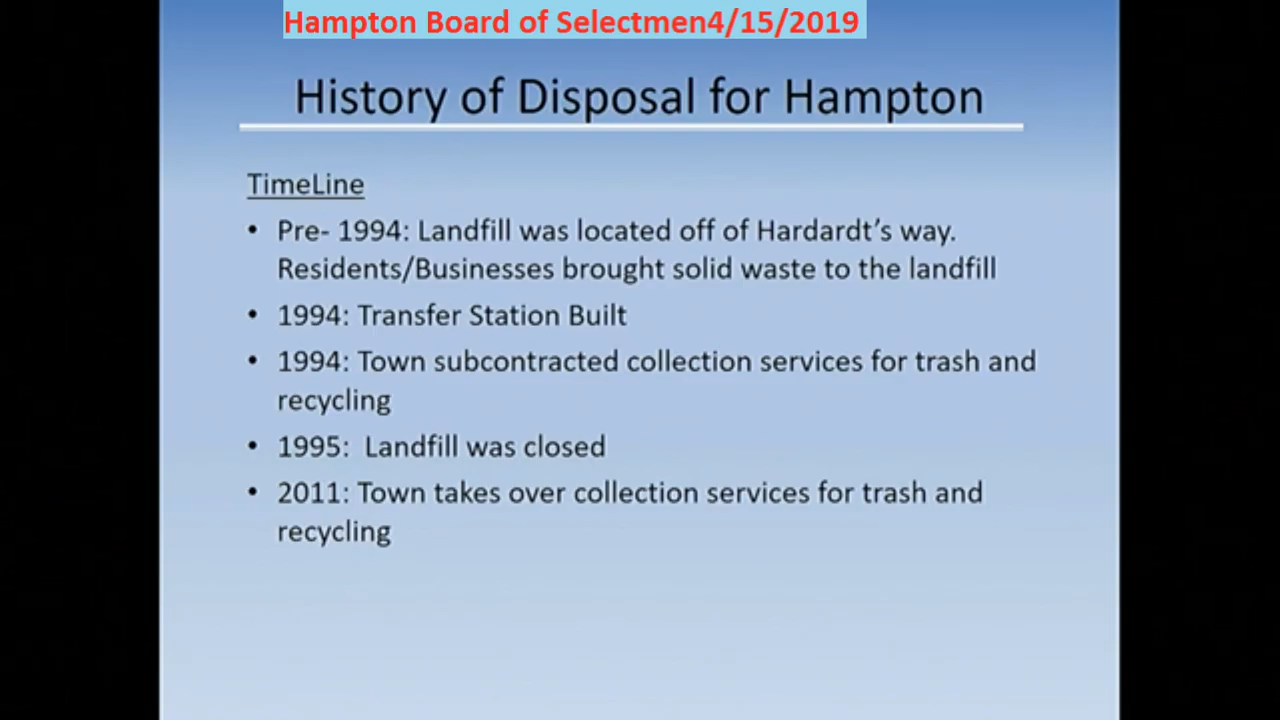 Hampton Board of Selectmen4/15/2019
History of Disposal for Hampton
TimeLine
• Pre- 1994: Landfill was located off of Hardardt’s way.
Residents/Businesses brought solid waste to the landfill
• 1994: Transfer Station Built
• 1994: Town subcontracted collection services for trash and
recycling
• 1995:  Landfill was closed
• 2011: Town takes over collection services for trash and
recycling